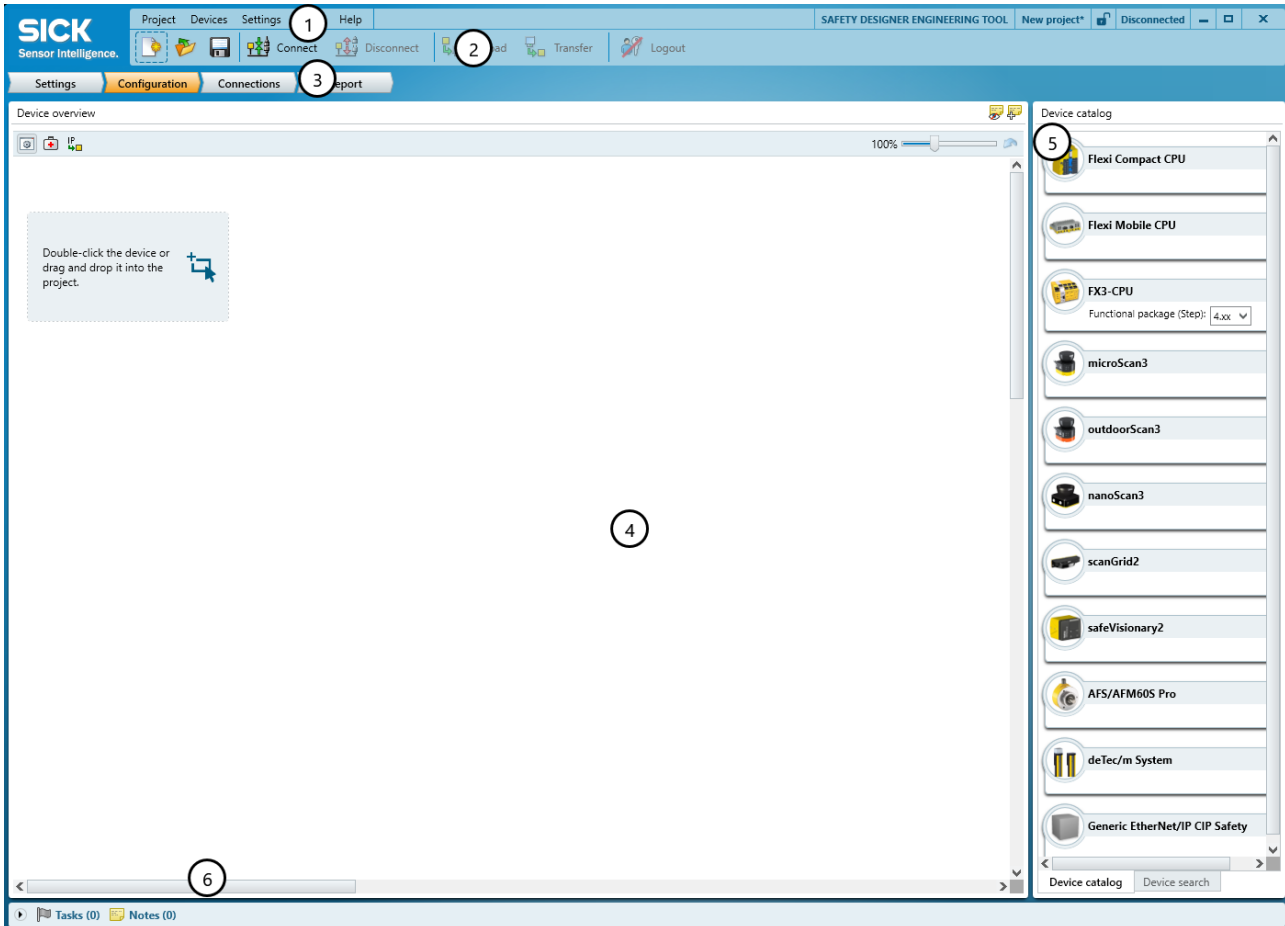 SICK
Sensor Intelligence.
Project Devices Settings 1 Help
SAFETY DESIGNER ENGINEERING TOOL New project* Disconnected
Connect Disconnect 2 Transfer Logout
Settings Configuration Connections 3
Device overview
Device catalog
IP
100%
5
Flexi Compact CPU
Flexi Mobile CPU
Double-click the device or
drag and drop it into the
project.
FX3-CPU
Functional package (Step): 4.xx
microScan3
outdoorScan3
nanoScan3
4
scanGrid2
safeVisionary2
AFS/AFM60S Pro
deTec/m System
Generic EtherNet/IP CIP Safety
6
Device catalog Device search
Tasks (0) Notes (0)